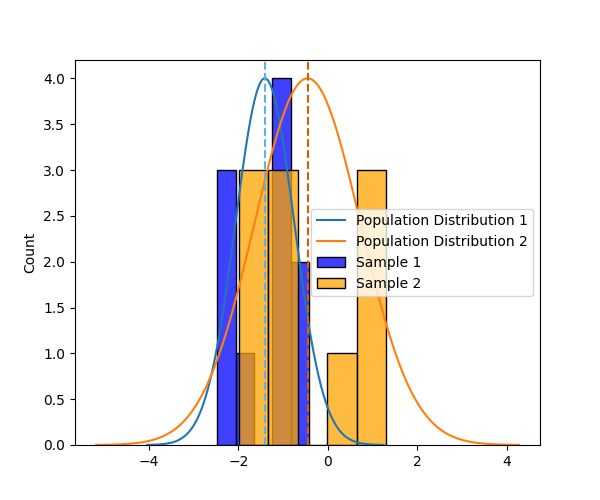 4.0
3.5
3.0
2.5
2.0
1.5
1.0
0.5
0.0
Count
Population Distribution 1
Population Distribution 2
Sample 1
Sample 2
−4 −2 0 2 4